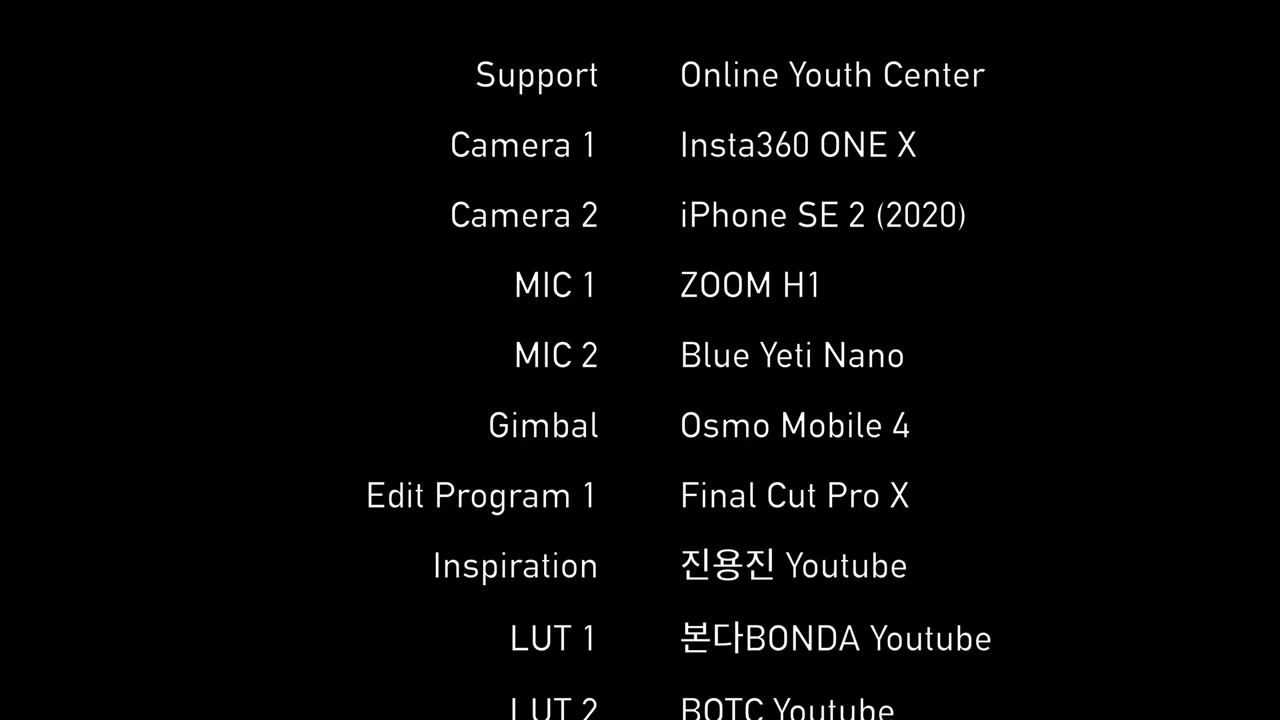 Support Online Youth Center
Camera 1 Insta360 ONE X
Camera 2 iPhone SE 2 (2020)
MIC 1 ZOOM H1
MIC 2 Blue Yeti Nano
Gimbal Osmo Mobile 4
Edit Program 1 Final Cut Pro X
Inspiration 진용진 Youtube
LUT 1 본다BONDA Youtube
LUT 2 BOTC Youtube